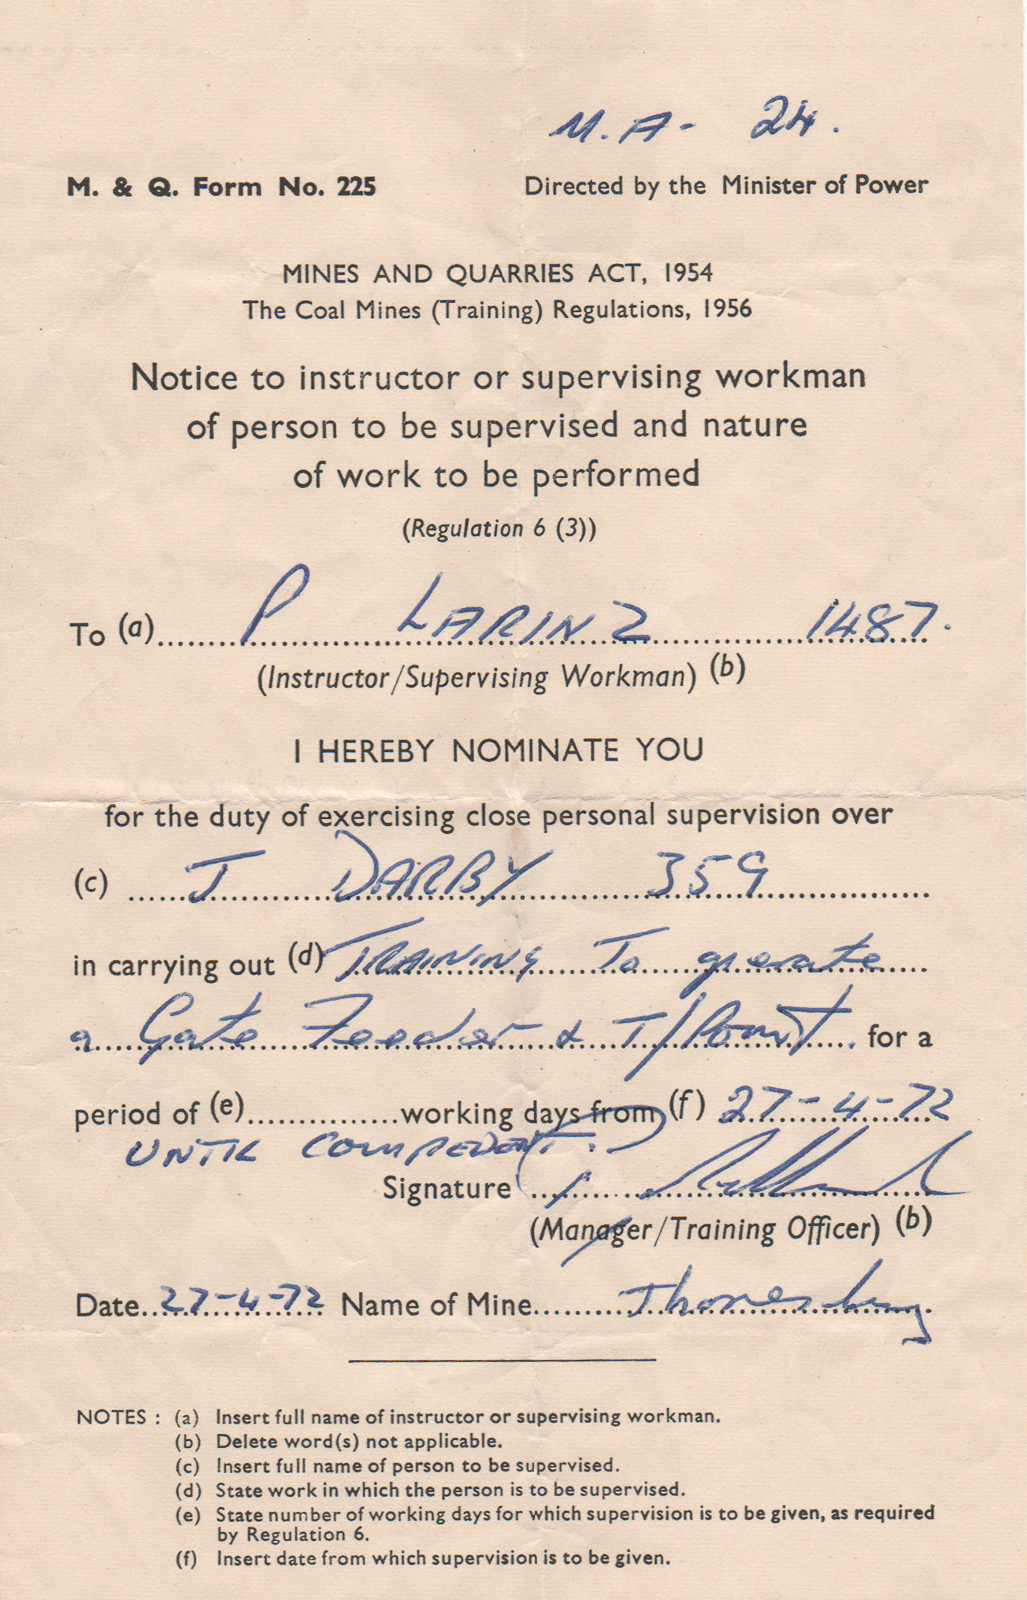 M. A - 24.
M. & Q. Form No. 225 Directed by the Minister of Power
MINES AND QUARRIES ACT, 1954
The Coal Mines (Training) Regulations, 1956
Notice to instructor or supervising workman
of person to be supervised and nature
of work to be performed
(Regulation 6 (3))
To (a) P LARINZ 1487.
(Instructor/Supervising Workman) (b)
I HEREBY NOMINATE YOU
for the duty of exercising close personal supervision over
(c) J DARBY 359
in carrying out (d) TRAINING To operate
a Gate Feeder & T/Point for a
period of (e) working days from (f) 27-4-72
UNTIL COMPEDENT.
Signature
(Manager/Training Officer) (b)
Date 27-4-72 Name of Mine Thoresby
NOTES : (a) Insert full name of instructor or supervising workman.
(b) Delete word(s) not applicable.
(c) Insert full name of person to be supervised.
(d) State work in which the person is to be supervised.
(e) State number of working days for which supervision is to be given, as required
by Regulation 6.
(f) Insert date from which supervision is to be given.